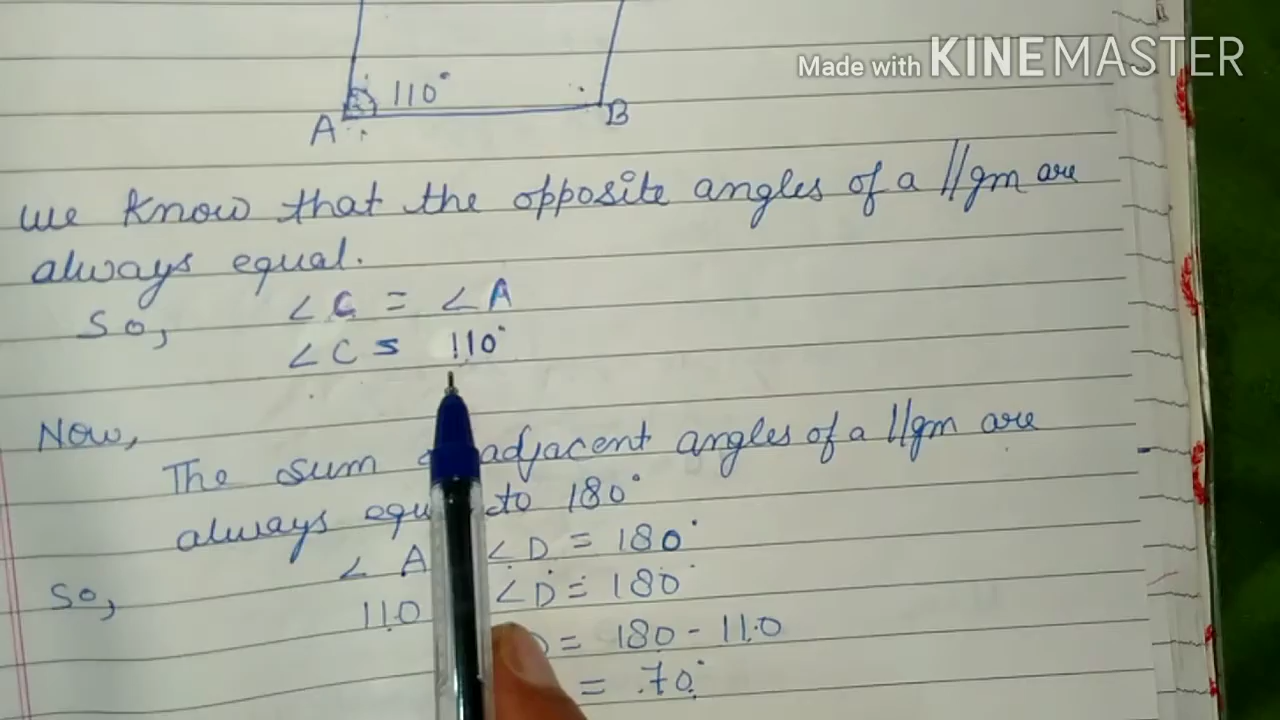 Made with KINEMASTER
110°
A B
we know that the opposite angles of a //gm are
always equal.
So, ∠C = ∠A
∠C = 110°
Now,
The sum adjacent angles of a //gm are
always to 180°
So, ∠A ∠D = 180°
110 ∠D = 180°
= 180 - 110
= 70°